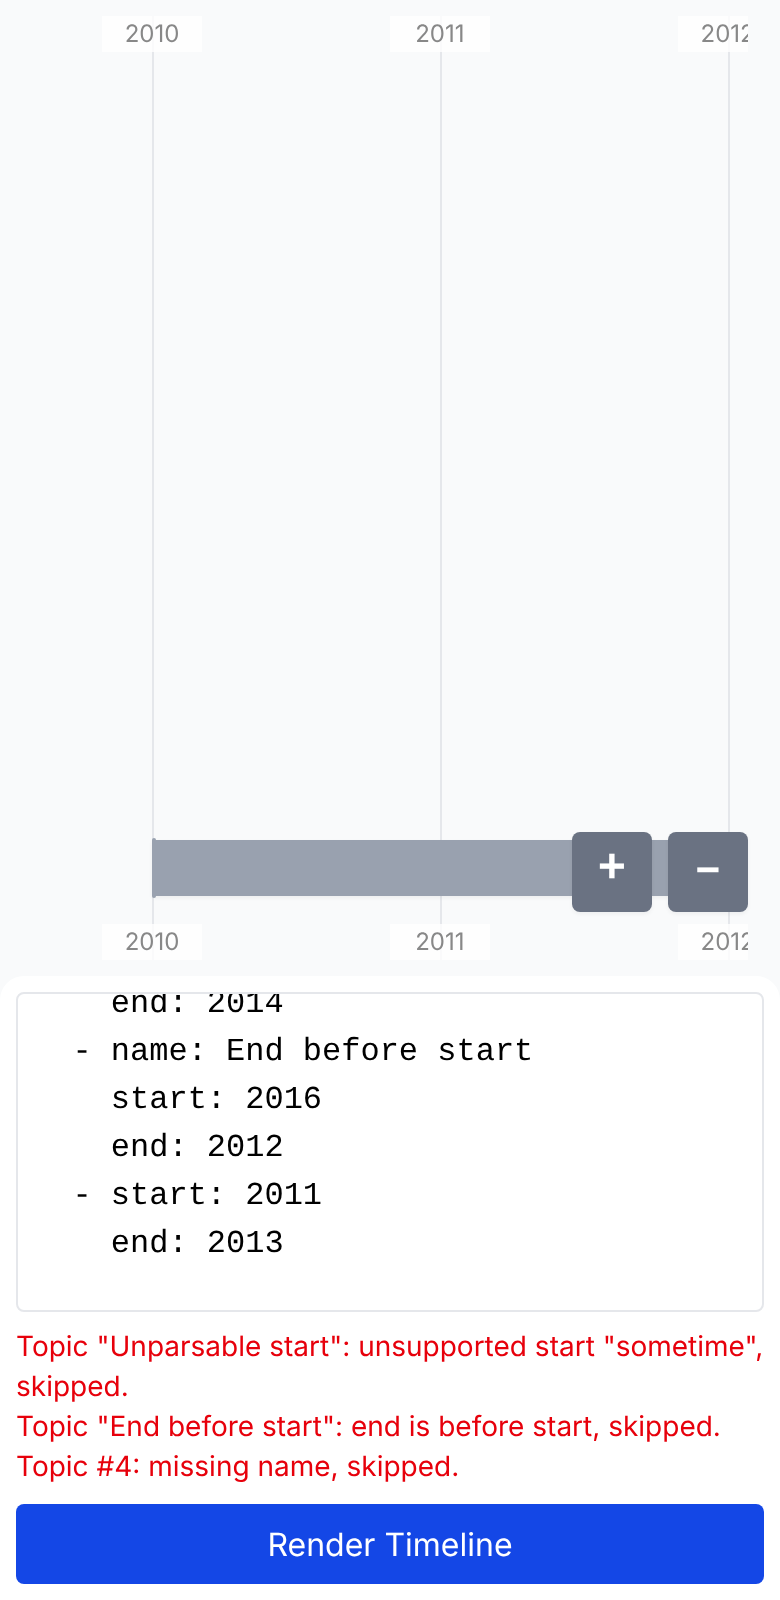 2010 2011 2012
+ −
2010 2011 2012
end: 2014
- name: End before start
start: 2016
end: 2012
- start: 2011
end: 2013
Topic "Unparsable start": unsupported start "sometime",
skipped.
Topic "End before start": end is before start, skipped.
Topic #4: missing name, skipped.
Render Timeline